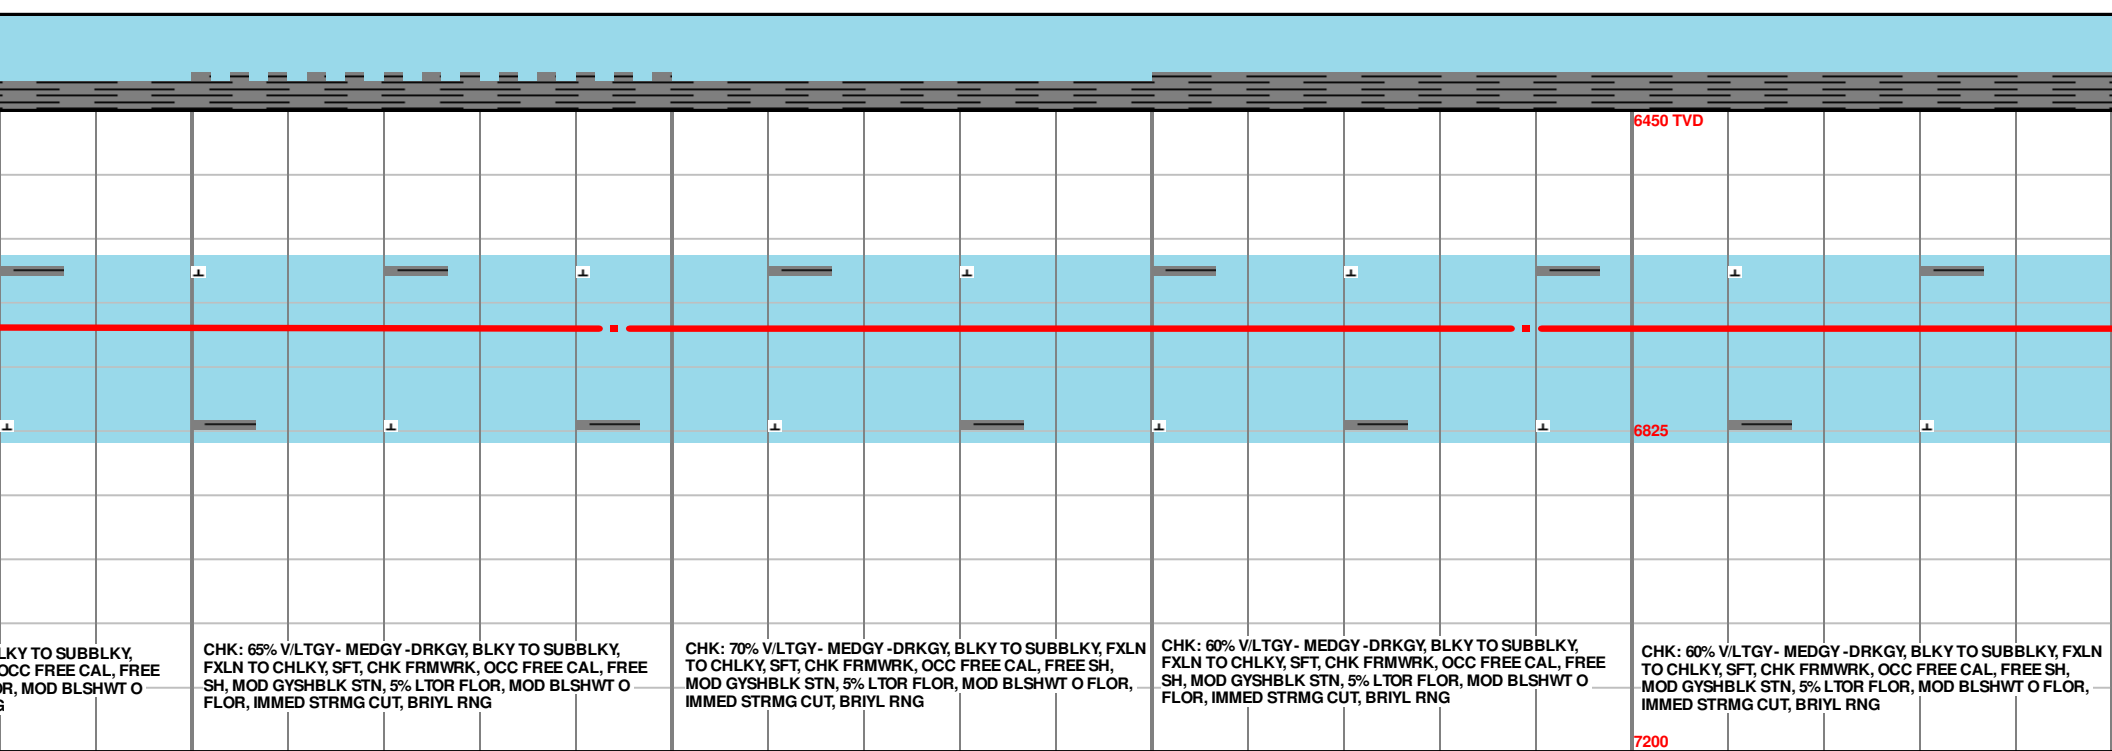 6450 TVD
6825
LKY TO SUBBLKY,
OCC FREE CAL, FREE
R, MOD BLSHWT O
G
CHK: 65% V/LTGY- MEDGY -DRKGY, BLKY TO SUBBLKY,
FXLN TO CHLKY, SFT, CHK FRMWRK, OCC FREE CAL, FREE
SH, MOD GYSHBLK STN, 5% LTOR FLOR, MOD BLSHWT O
FLOR, IMMED STRMG CUT, BRIYL RNG
CHK: 70% V/LTGY- MEDGY -DRKGY, BLKY TO SUBBLKY, FXLN
TO CHLKY, SFT, CHK FRMWRK, OCC FREE CAL, FREE SH,
MOD GYSHBLK STN, 5% LTOR FLOR, MOD BLSHWT O FLOR,
IMMED STRMG CUT, BRIYL RNG
CHK: 60% V/LTGY- MEDGY -DRKGY, BLKY TO SUBBLKY,
FXLN TO CHLKY, SFT, CHK FRMWRK, OCC FREE CAL, FREE
SH, MOD GYSHBLK STN, 5% LTOR FLOR, MOD BLSHWT O
FLOR, IMMED STRMG CUT, BRIYL RNG
CHK: 60% V/LTGY- MEDGY -DRKGY, BLKY TO SUBBLKY, FXLN
TO CHLKY, SFT, CHK FRMWRK, OCC FREE CAL, FREE SH,
MOD GYSHBLK STN, 5% LTOR FLOR, MOD BLSHWT O FLOR,
IMMED STRMG CUT, BRIYL RNG
7200